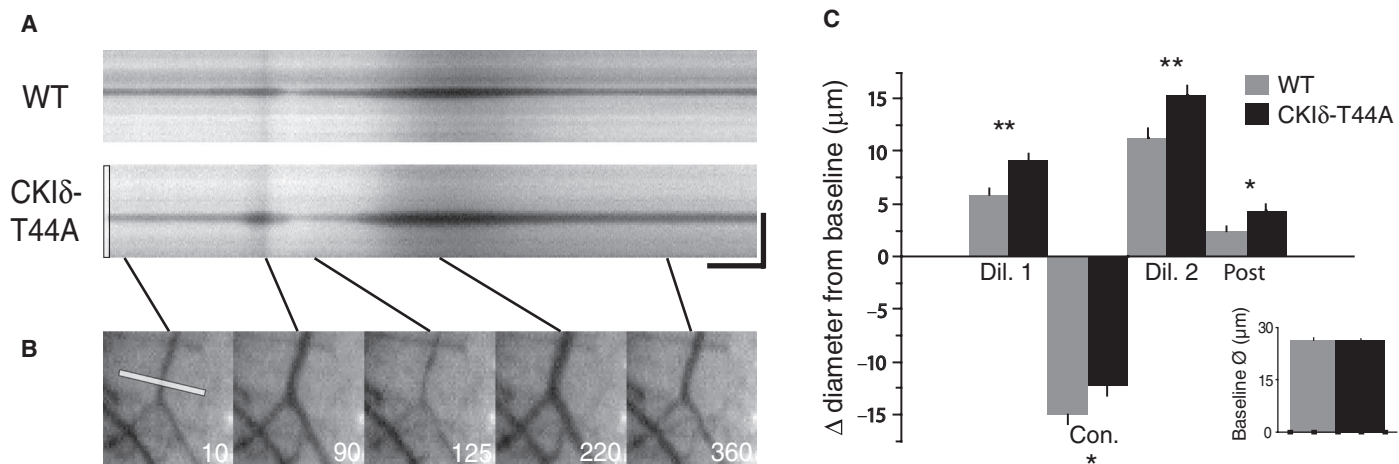 A
WT
CKIδ-
T44A
B
10
90
125
220
360
C
Δ diameter from baseline (μm)
15
10
5
0
−5
−10
−15
**
**
*
*
Dil. 1
Con.
Dil. 2
Post
WT
CKIδ-T44A
Baseline Ø (μm)
30
15
0